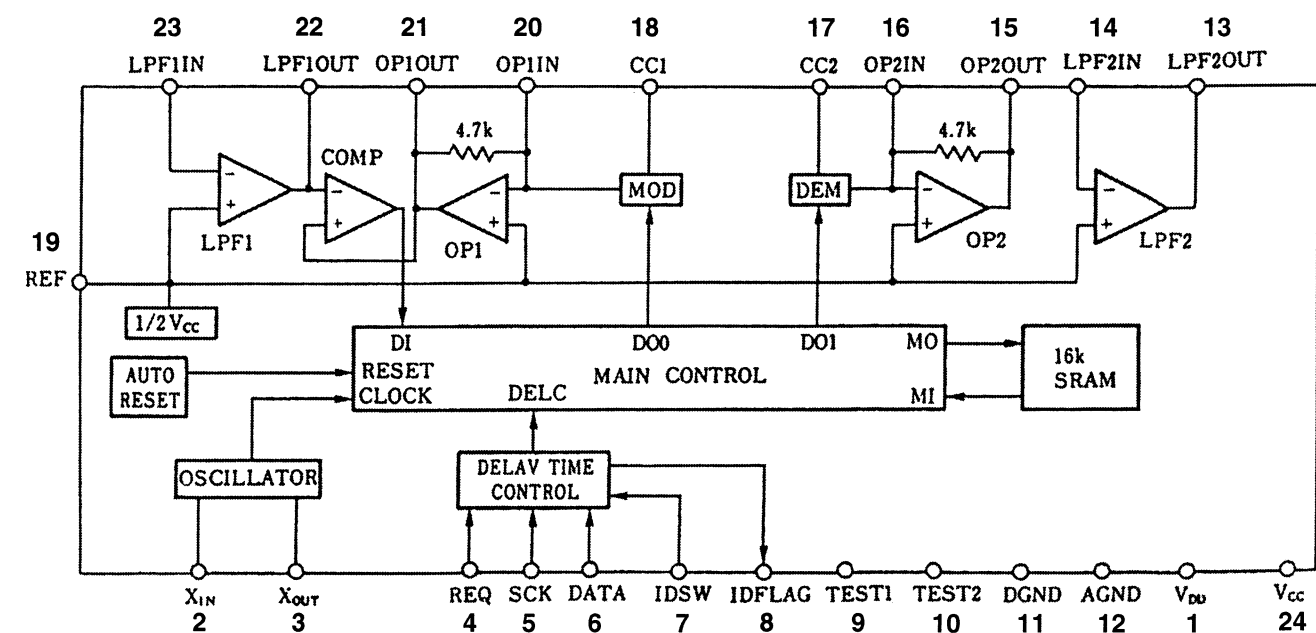 23 22 21 20 18 17 16 15 14 13
LPF1IN LPF1OUT OP1OUT OP1IN CC1 CC2 OP2IN OP2OUT LPF2IN LPF2OUT
4.7k 4.7k
COMP
- - - MOD DEM - -
+ + + + +
LPF1 OP1 OP2 LPF2
19
REF
1/2 VCC
DI DO0 DO1 MO
AUTO
RESET
RESET
CLOCK
MAIN CONTROL
DELC
MI
16k
SRAM
OSCILLATOR
DELAV TIME
CONTROL
XIN XOUT REQ SCK DATA IDSW IDFLAG TEST1 TEST2 DGND AGND VDD VCC
2 3 4 5 6 7 8 9 10 11 12 1 24